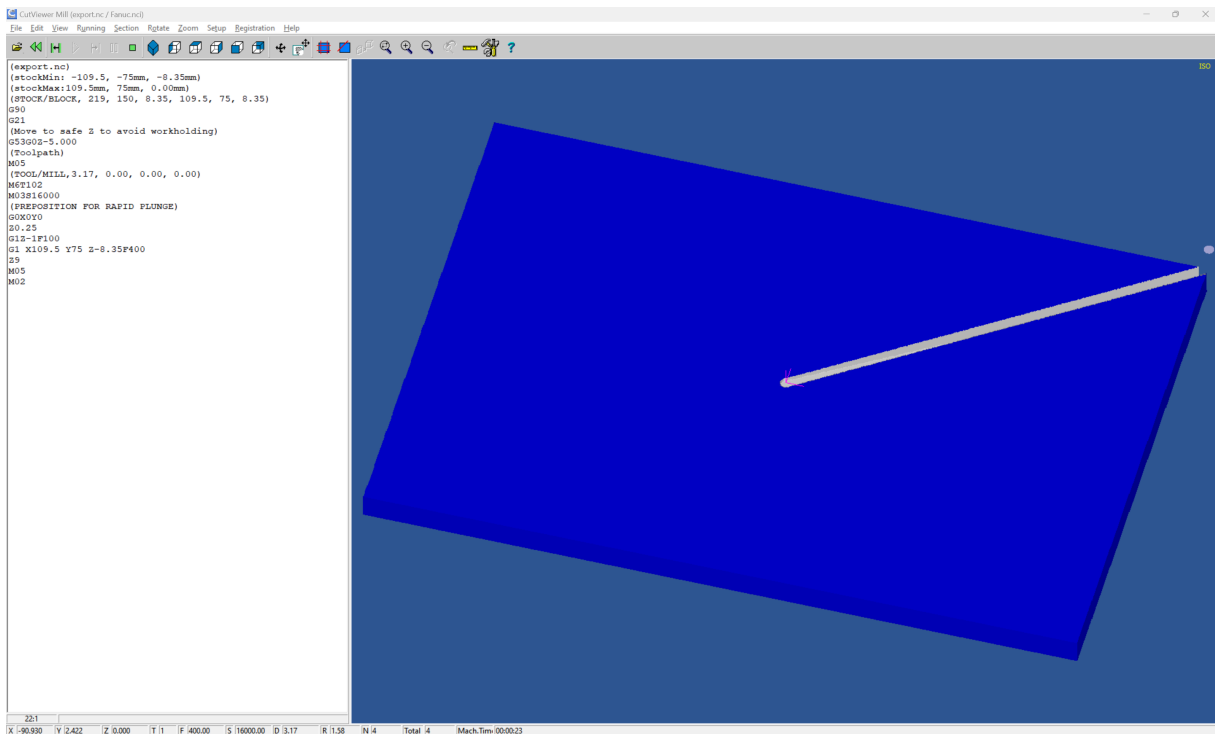 CutViewer Mill (export.nc / Fanuc.nci)
File Edit View Running Section Rotate Zoom Setup Registration Help
(export.nc)
(stockMin: -109.5, -75mm, -8.35mm)
(stockMax:109.5mm, 75mm, 0.00mm)
(STOCK/BLOCK, 219, 150, 8.35, 109.5, 75, 8.35)
G90
G21
(Move to safe Z to avoid workholding)
G53G0Z-5.000
(Toolpath)
M05
(TOOL/MILL,3.17, 0.00, 0.00, 0.00)
M6T102
M03S16000
(PREPOSITION FOR RAPID PLUNGE)
G0X0Y0
Z0.25
G1Z-1F100
G1 X109.5 Y75 Z-8.35F400
Z9
M05
M02
ISO
22:1
X -90.930 Y 2.422 Z 0.000 T 1 F 400.00 S 16000.00 D 3.17 R 1.58 N 4 Total 4 Mach.Time 00:00:23